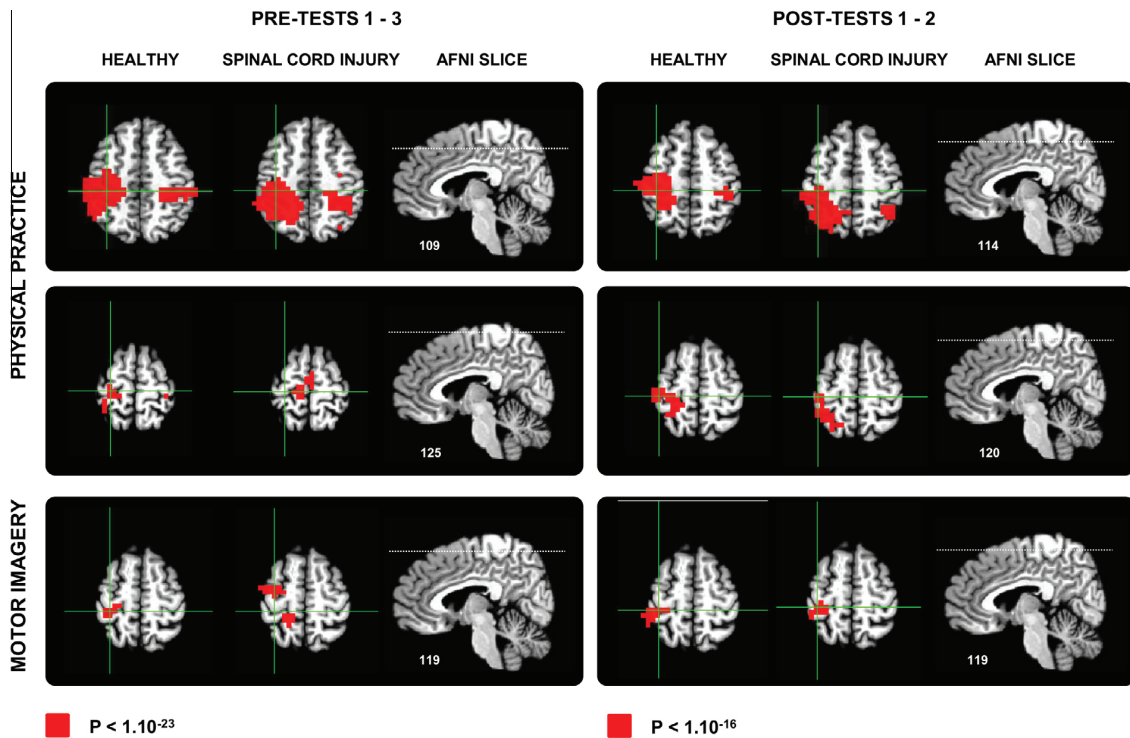 PRE-TESTS 1 - 3
POST-TESTS 1 - 2
HEALTHY SPINAL CORD INJURY AFNI SLICE
HEALTHY SPINAL CORD INJURY AFNI SLICE
PHYSICAL PRACTICE
109
114
125
120
MOTOR IMAGERY
119
119
P < 1.10⁻²³
P < 1.10⁻¹⁶